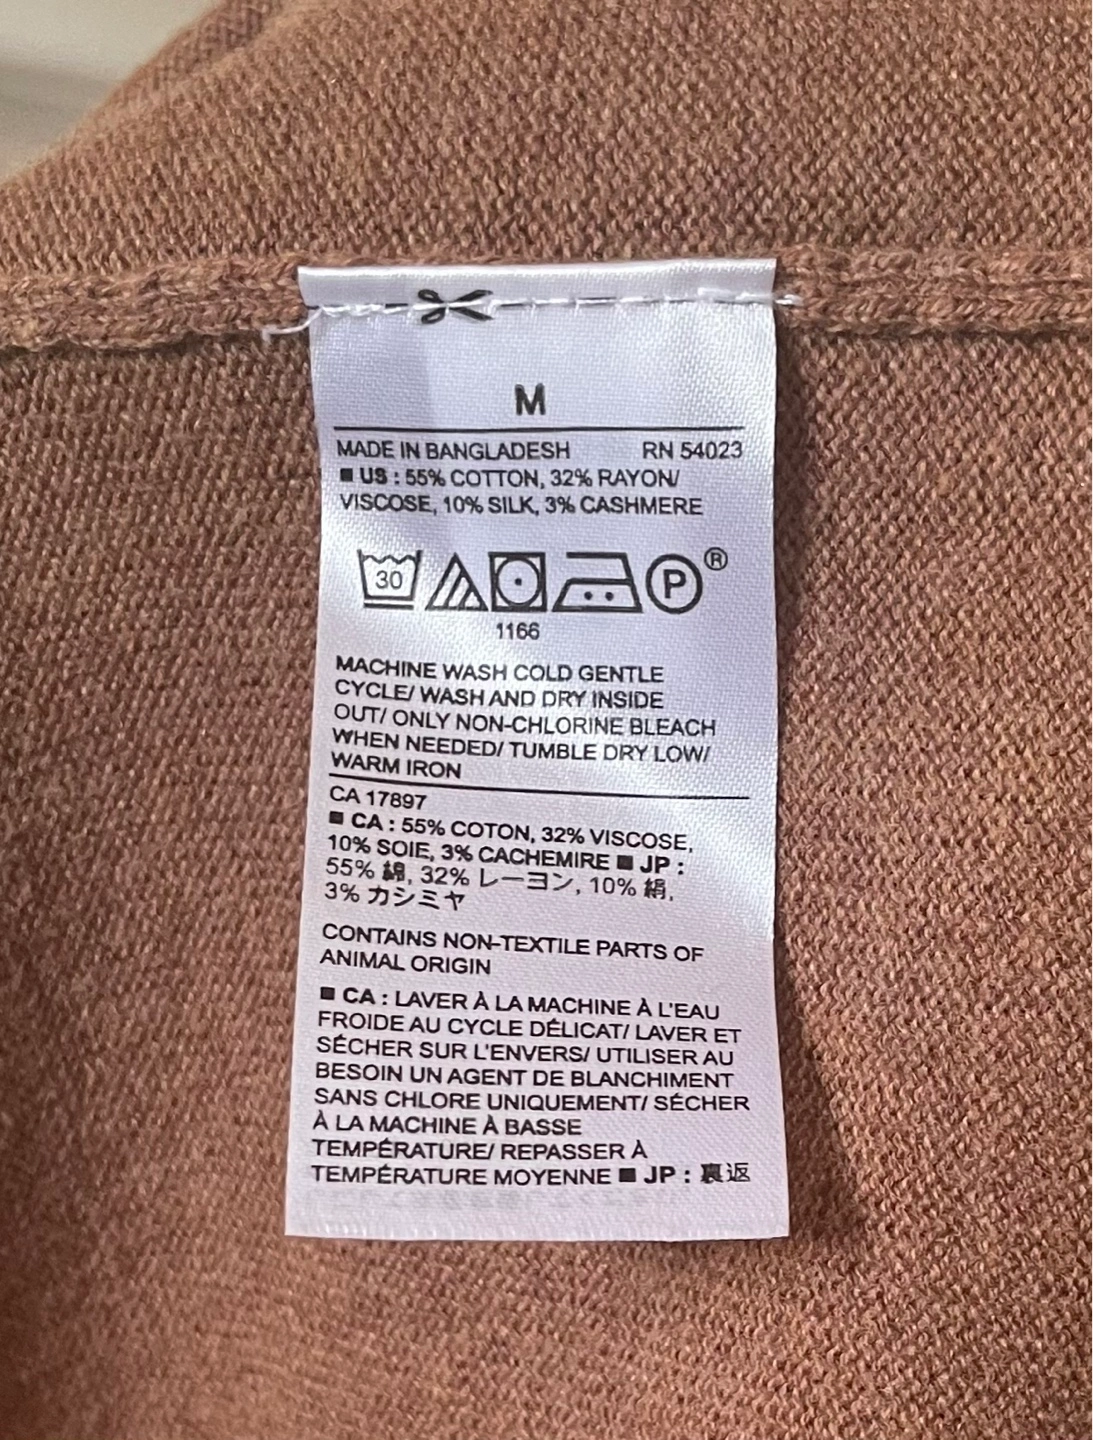 M
MADE IN BANGLADESH RN 54023
■ US : 55% COTTON, 32% RAYON/
VISCOSE, 10% SILK, 3% CASHMERE
30 P ®
1166
MACHINE WASH COLD GENTLE
CYCLE/ WASH AND DRY INSIDE
OUT/ ONLY NON-CHLORINE BLEACH
WHEN NEEDED/ TUMBLE DRY LOW/
WARM IRON
CA 17897
■ CA : 55% COTON, 32% VISCOSE,
10% SOIE, 3% CACHEMIRE ■ JP :
55% 綿, 32% レーヨン, 10% 絹,
3% カシミヤ
CONTAINS NON-TEXTILE PARTS OF
ANIMAL ORIGIN
■ CA : LAVER À LA MACHINE À L'EAU
FROIDE AU CYCLE DÉLICAT/ LAVER ET
SÉCHER SUR L'ENVERS/ UTILISER AU
BESOIN UN AGENT DE BLANCHIMENT
SANS CHLORE UNIQUEMENT/ SÉCHER
À LA MACHINE À BASSE
TEMPÉRATURE/ REPASSER À
TEMPÉRATURE MOYENNE ■ JP : 裏返